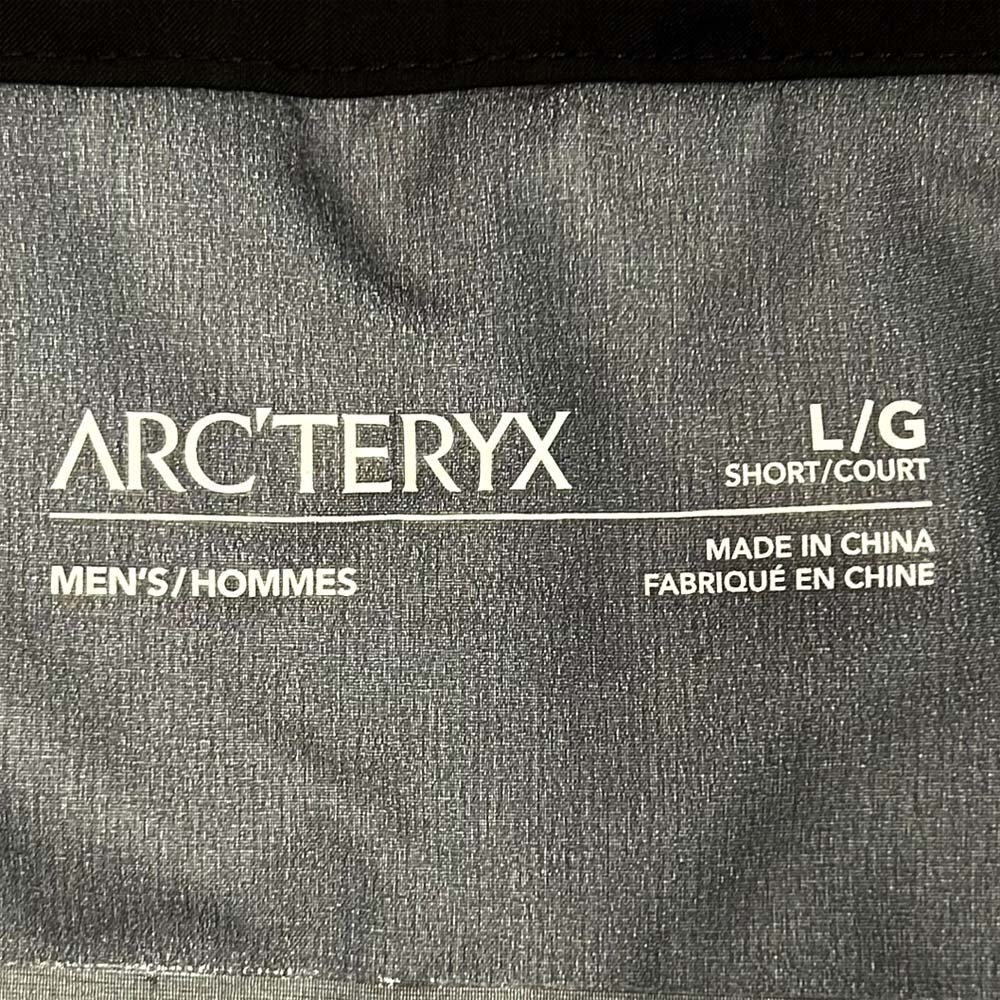 ARC'TERYX
L/G
SHORT/COURT
MEN'S/HOMMES
MADE IN CHINA
FABRIQUÉ EN CHINE